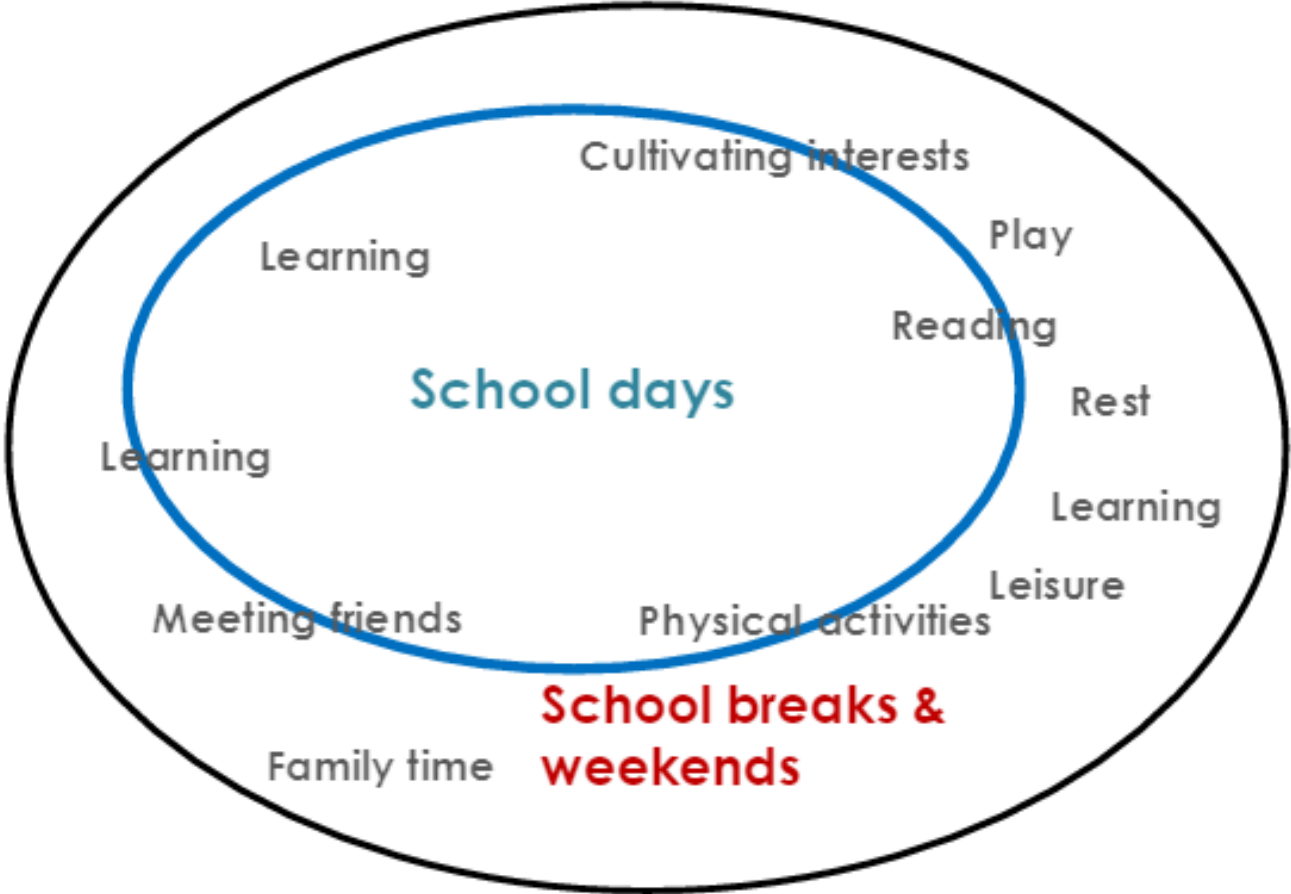 Cultivating interests
Play
Learning
Reading
School days
Rest
Learning
Learning
Leisure
Meeting friends
Physical activities
School breaks &
weekends
Family time